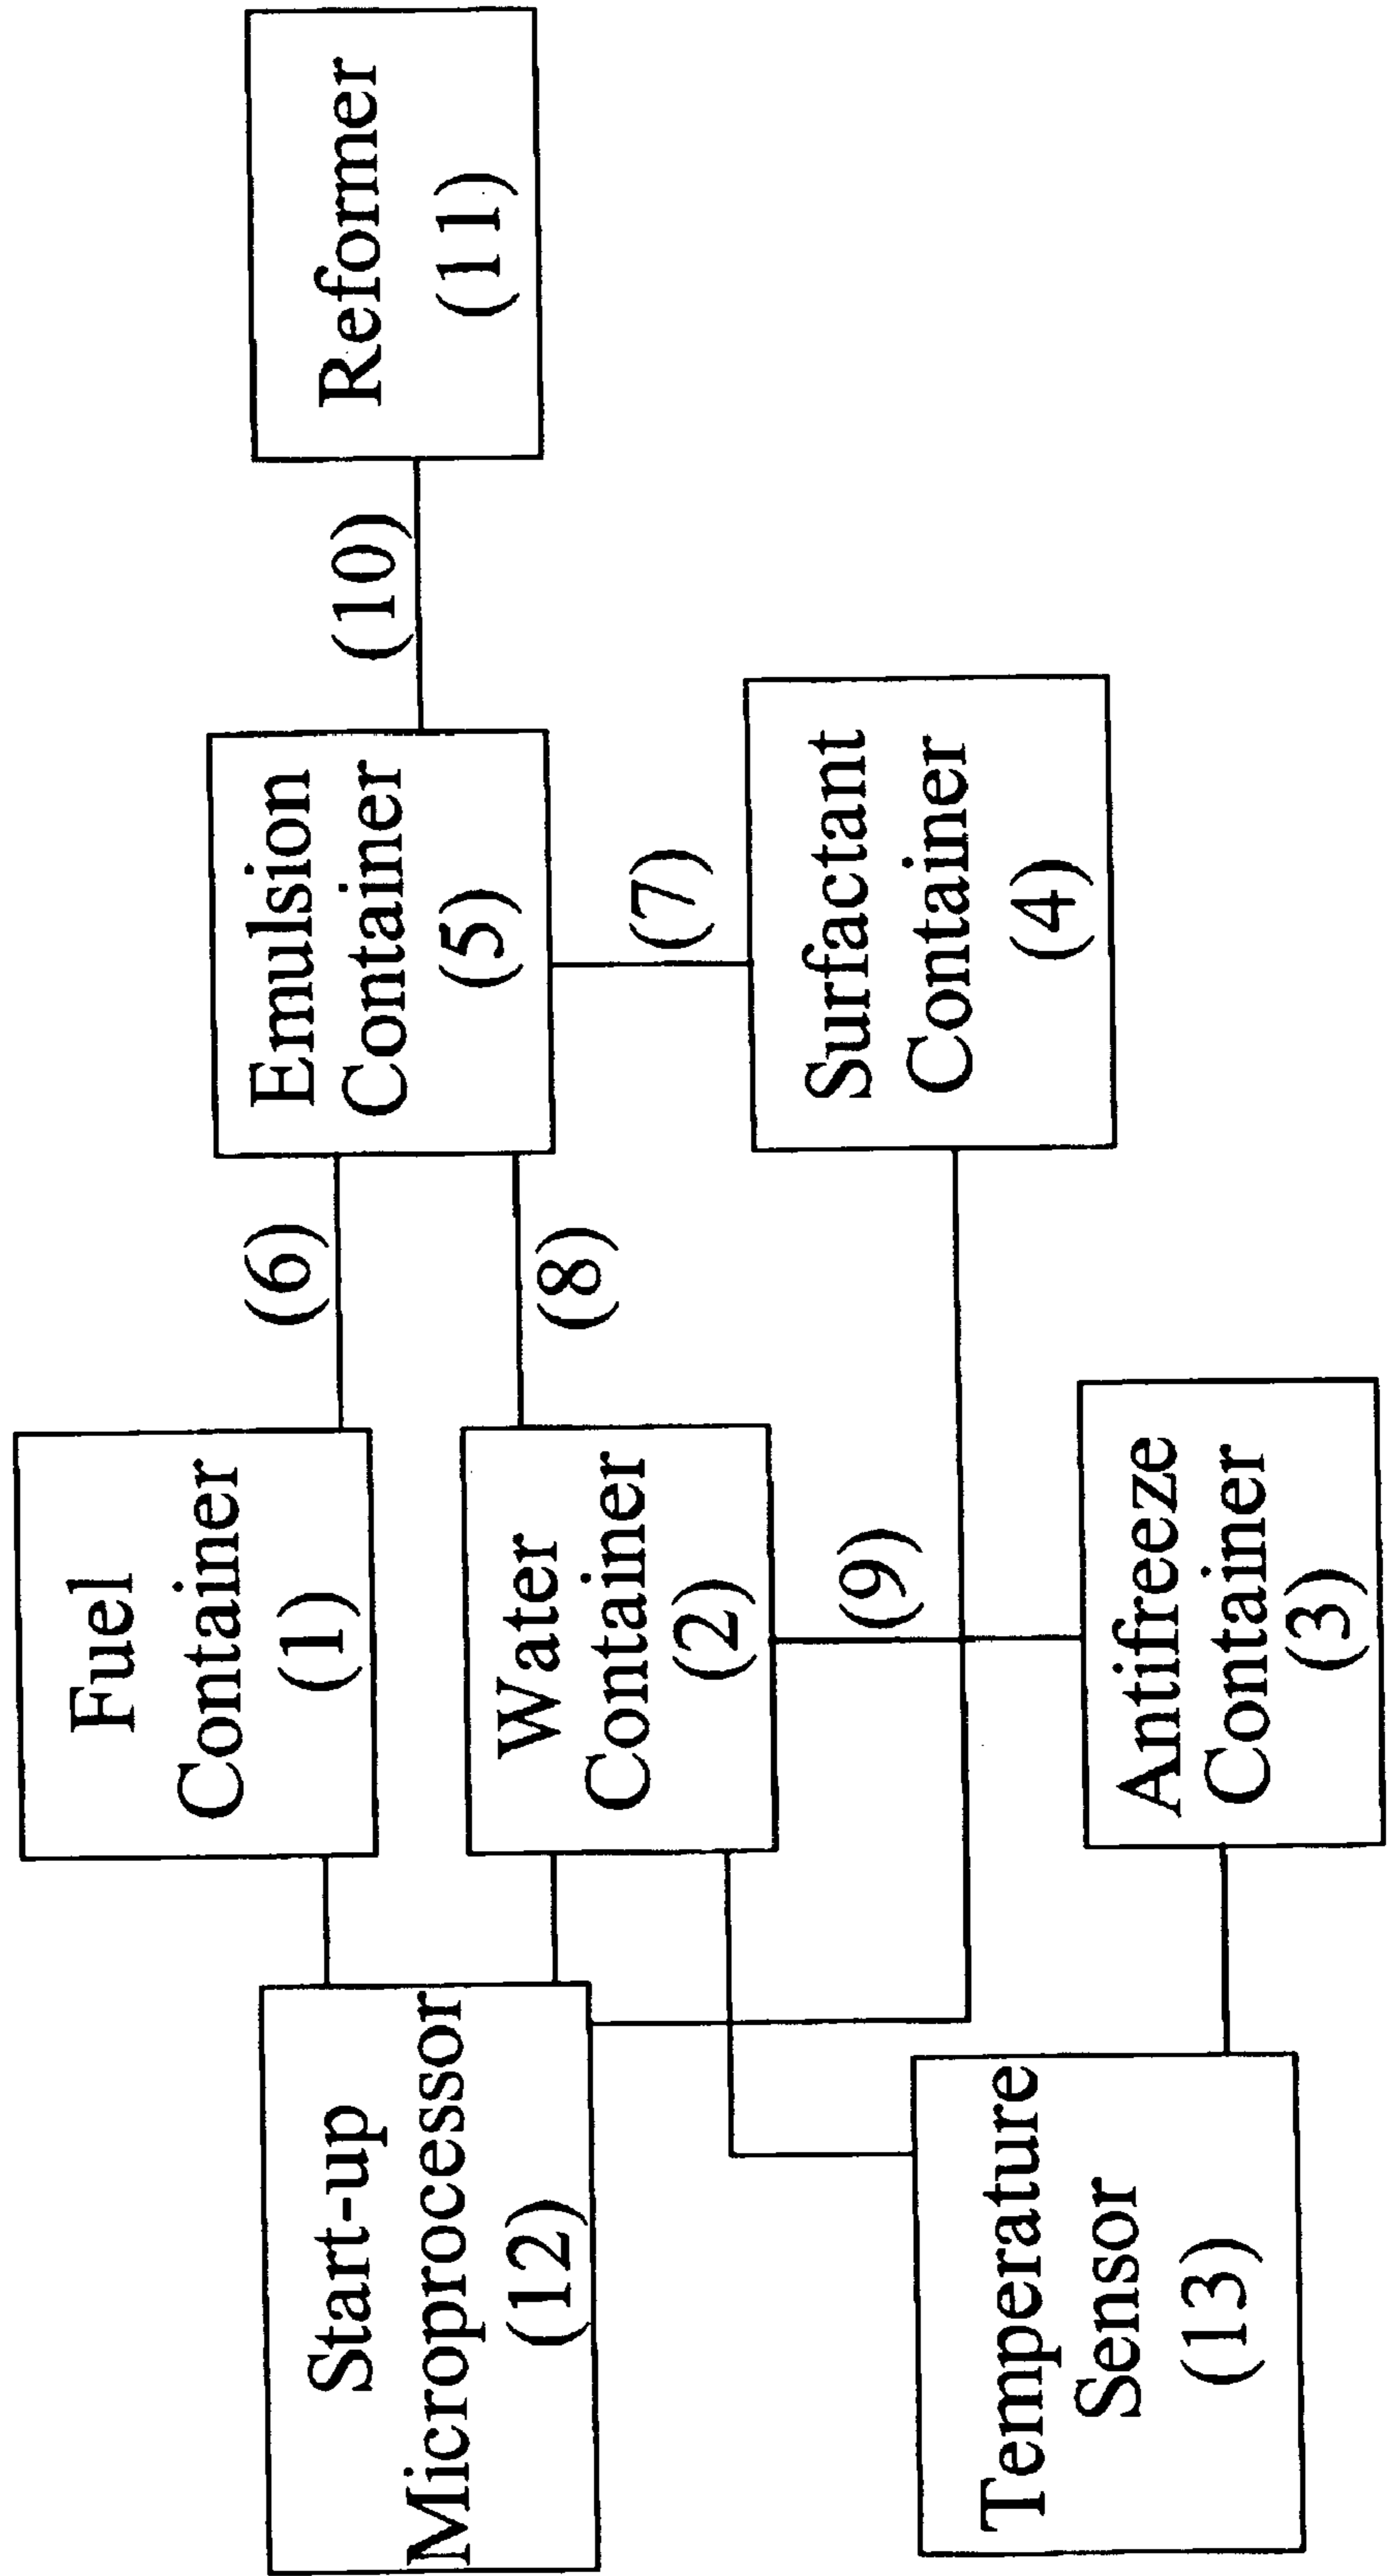 Fuel
Container
(1)
(6)
Emulsion
Container
(5)
(10)
Reformer
(11)
Start-up
Microprocessor
(12)
Water
Container
(2)
(8)
(7)
(9)
Surfactant
Container
(4)
Temperature
Sensor
(13)
Antifreeze
Container
(3)